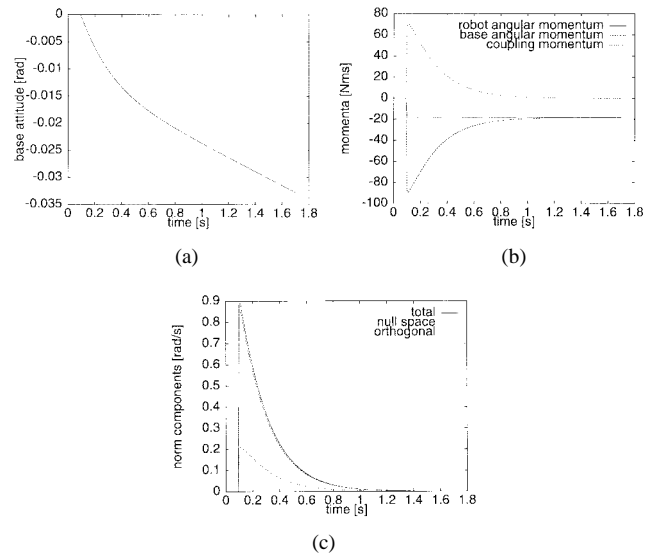 0
-0.005
-0.01
-0.015
-0.02
-0.025
-0.03
-0.035
base attitude [rad]
0 0.2 0.4 0.6 0.8 1 1.2 1.4 1.6 1.8
time [s]
(a)
80
60
40
20
0
-20
-40
-60
-80
-100
momenta [Nms]
robot angular momentum
base angular momentum
coupling momentum
0 0.2 0.4 0.6 0.8 1 1.2 1.4 1.6 1.8
time [s]
(b)
0.9
0.8
0.7
0.6
0.5
0.4
0.3
0.2
0.1
0
norm components [rad/s]
total
null space
orthogonal
0 0.2 0.4 0.6 0.8 1 1.2 1.4 1.6 1.8
time [s]
(c)